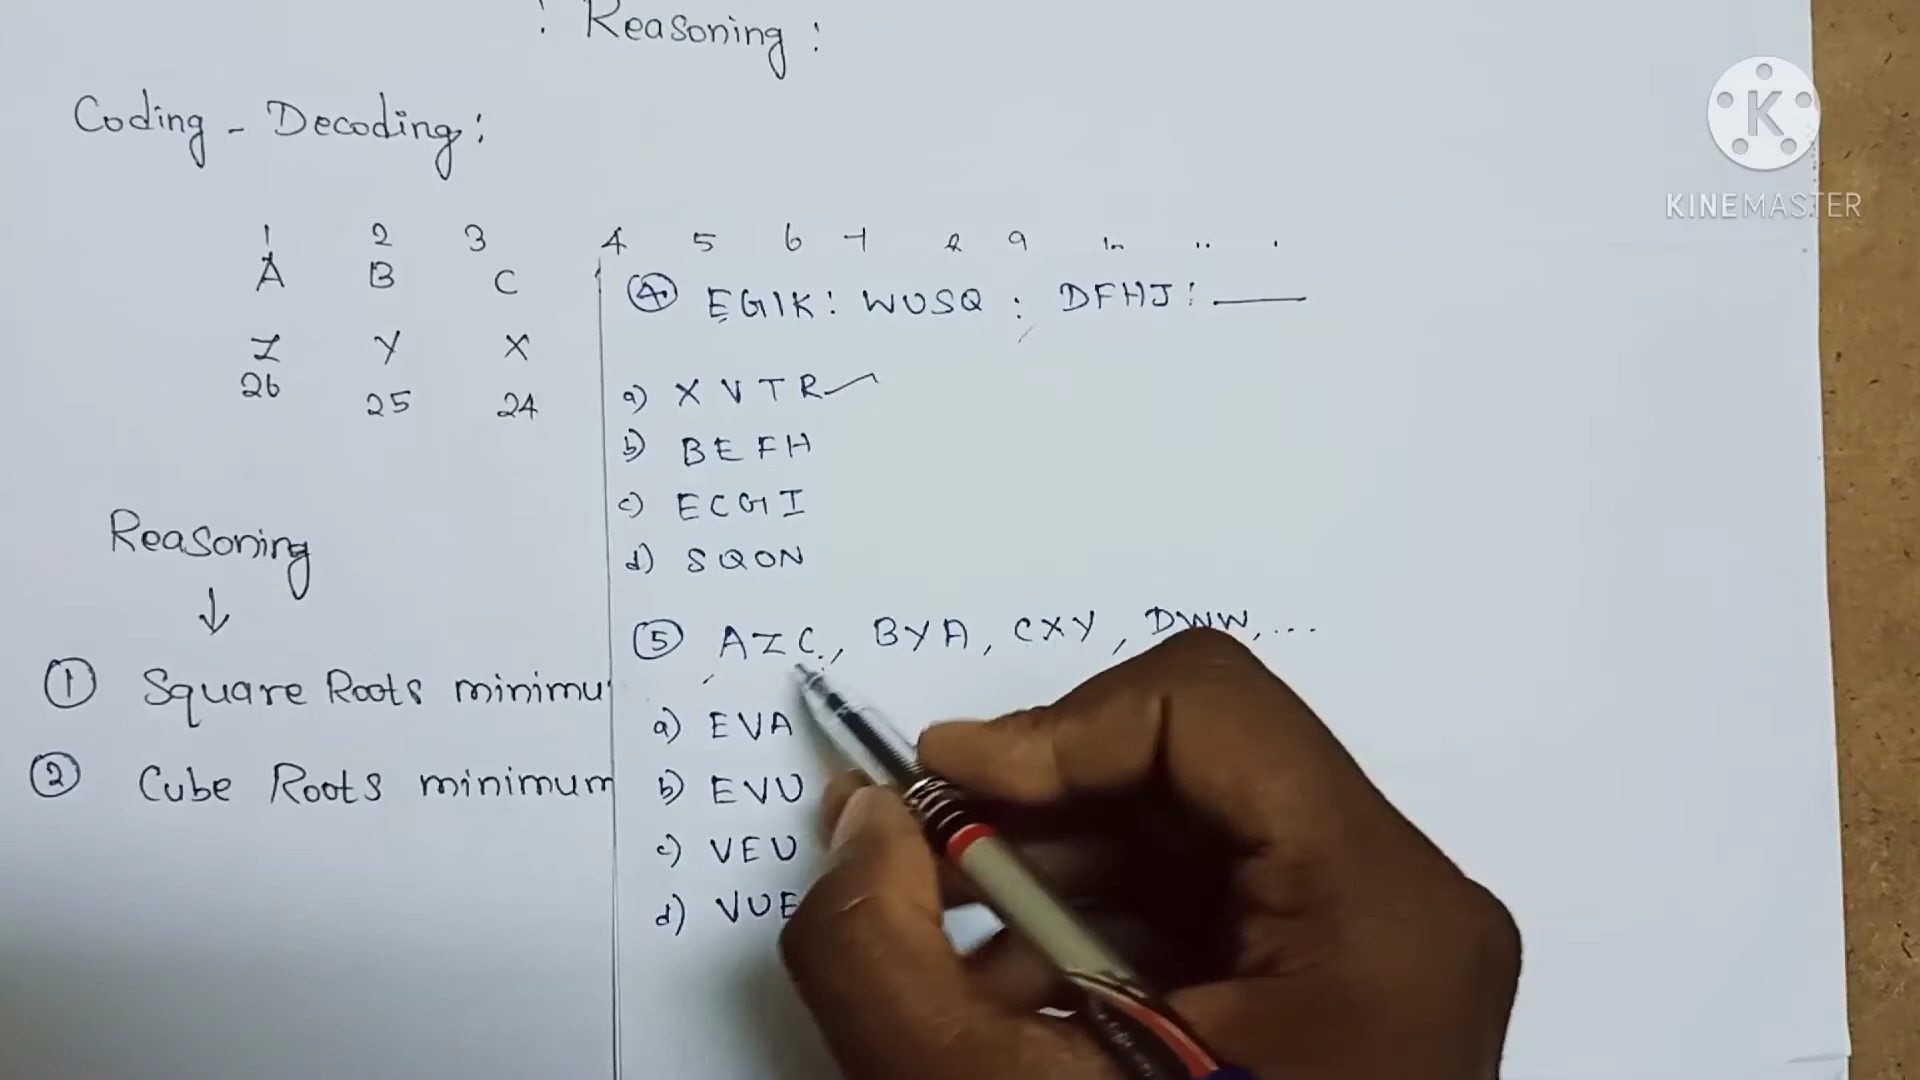 : Reasoning :
Coding - Decoding :
1 2 3 4 5 6 7 8 9 10 .. .
A B C
Z Y X
26 25 24
Reasoning
↓
① Square Roots minimu
② Cube Roots minimum
④ EGIK : WUSQ : DFHJ : ____
a) XVTR
b) BEFH
c) ECGI
d) SQON
⑤ AZC, BYA, CXY, DWW, ...
a) EVA
b) EVU
c) VEU
d) VUE
K
KINEMASTER